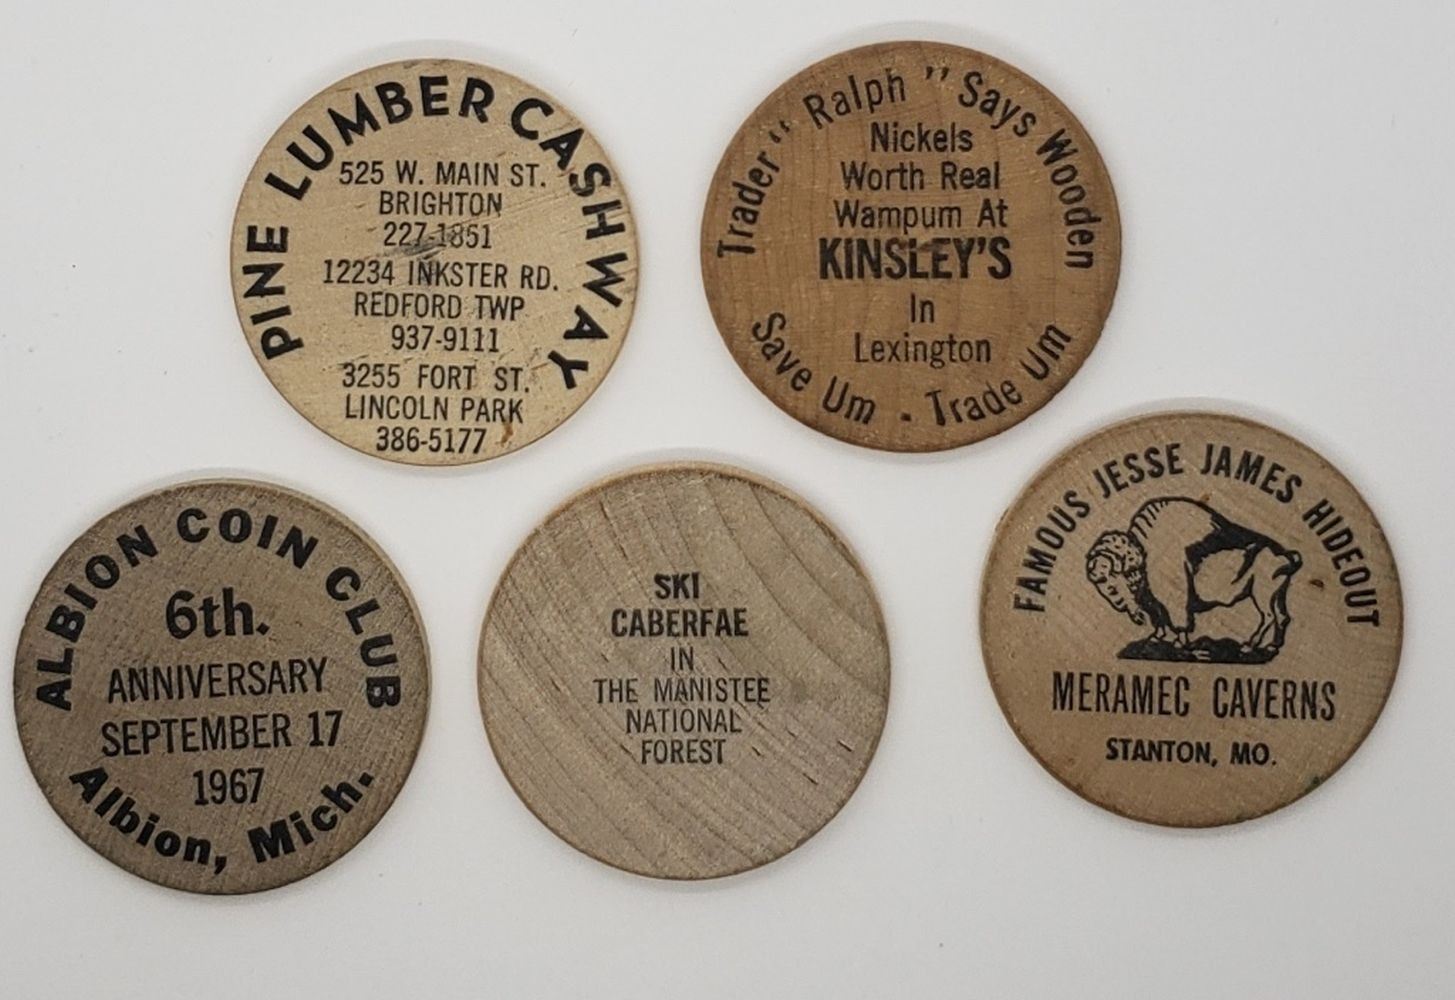 PINE LUMBER CASHWAY
525 W. MAIN ST.
BRIGHTON
227-1851
12234 INKSTER RD.
REDFORD TWP
937-9111
3255 FORT ST.
LINCOLN PARK
386-5177
Trader "Ralph" Says Wooden
Nickels
Worth Real
Wampum At
KINSLEY'S
In
Lexington
Save Um - Trade Um
ALBION COIN CLUB
6th.
ANNIVERSARY
SEPTEMBER 17
1967
Albion, Mich.
SKI
CABERFAE
IN
THE MANISTEE
NATIONAL
FOREST
FAMOUS JESSE JAMES HIDEOUT
MERAMEC CAVERNS
STANTON, MO.